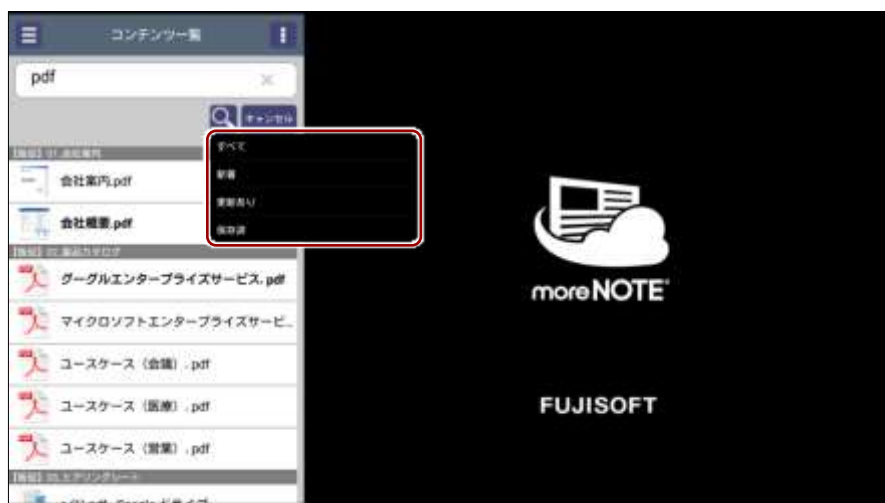 コンテンツ一覧
pdf
キャンセル
すべて
新着
更新あり
保存済
会社案内.pdf
会社概要.pdf
グーグルエンタープライズサービス.pdf
マイクロソフトエンタープライズサービ...
ユースケース（会議）.pdf
ユースケース（医療）.pdf
ユースケース（営業）.pdf
moreNOTE
FUJISOFT